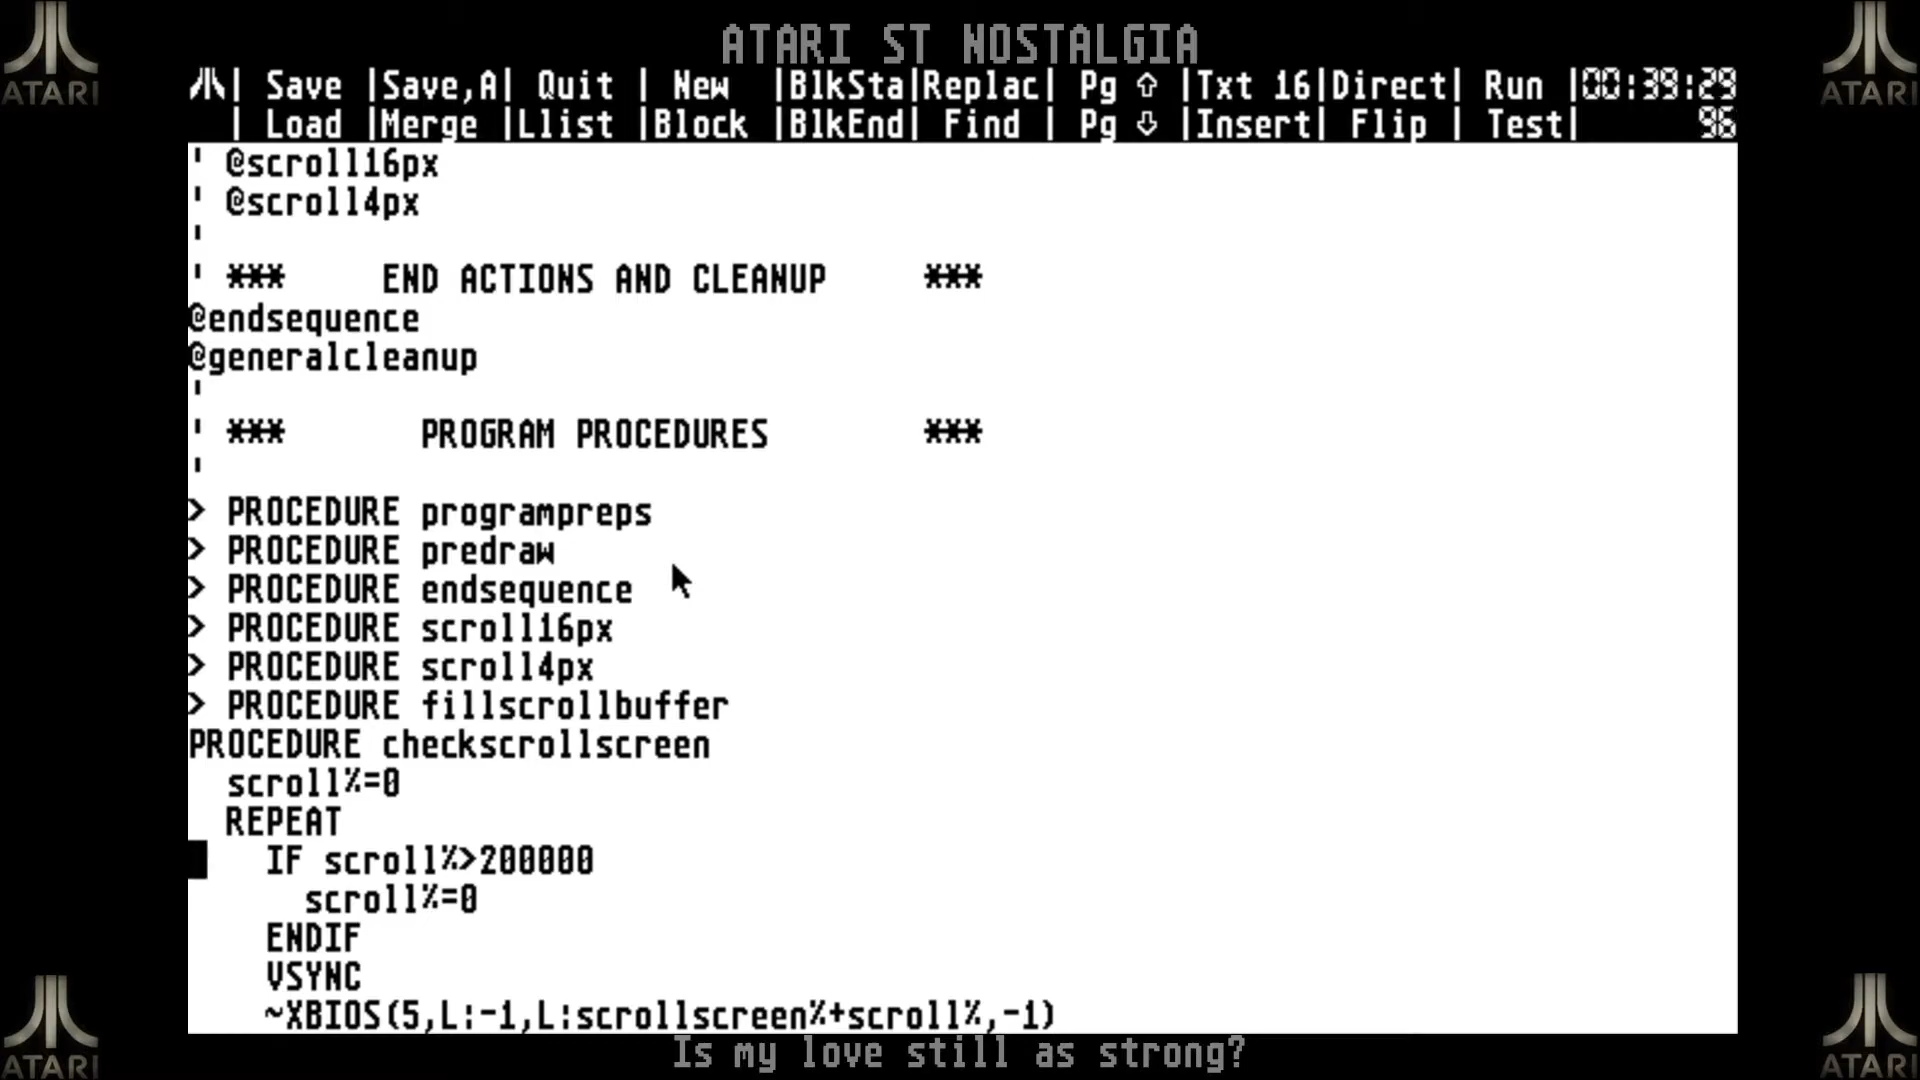 ATARI ST NOSTALGIA
| Save |Save,A| Quit | New |BlkSta|Replac| Pg ⇧ |Txt 16|Direct| Run |00:39:29
| Load |Merge |Llist |Block |BlkEnd| Find | Pg ⇩ |Insert| Flip | Test| 96
' @scroll16px
' @scroll4px
'
' *** END ACTIONS AND CLEANUP ***
@endsequence
@generalcleanup
'
' *** PROGRAM PROCEDURES ***
'
> PROCEDURE programpreps
> PROCEDURE predraw
> PROCEDURE endsequence
> PROCEDURE scroll16px
> PROCEDURE scroll4px
> PROCEDURE fillscrollbuffer
PROCEDURE checkscrollscreen
scroll%=0
REPEAT
IF scroll%>200000
scroll%=0
ENDIF
VSYNC
~XBIOS(5,L:-1,L:scrollscreen%+scroll%,-1)
Is my love still as strong?
ATARI
ATARI
ATARI
ATARI